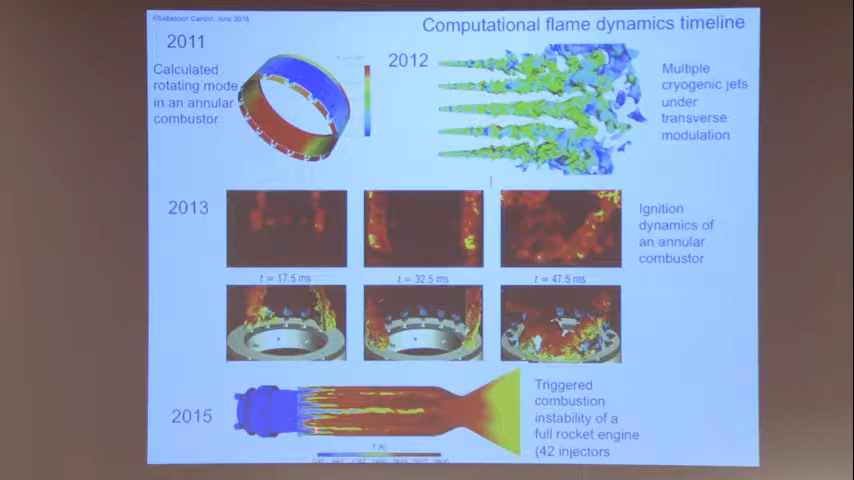 ©Sébastien Candel, June 2016
Computational flame dynamics timeline
2011
Calculated
rotating mode
in an annular
combustor
2012
Multiple
cryogenic jets
under
transverse
modulation
2013
Ignition
dynamics of
an annular
combustor
t = 17.5 ms
t = 32.5 ms
t = 47.5 ms
2015
Triggered
combustion
instability of a
full rocket engine
(42 injectors
T (K)